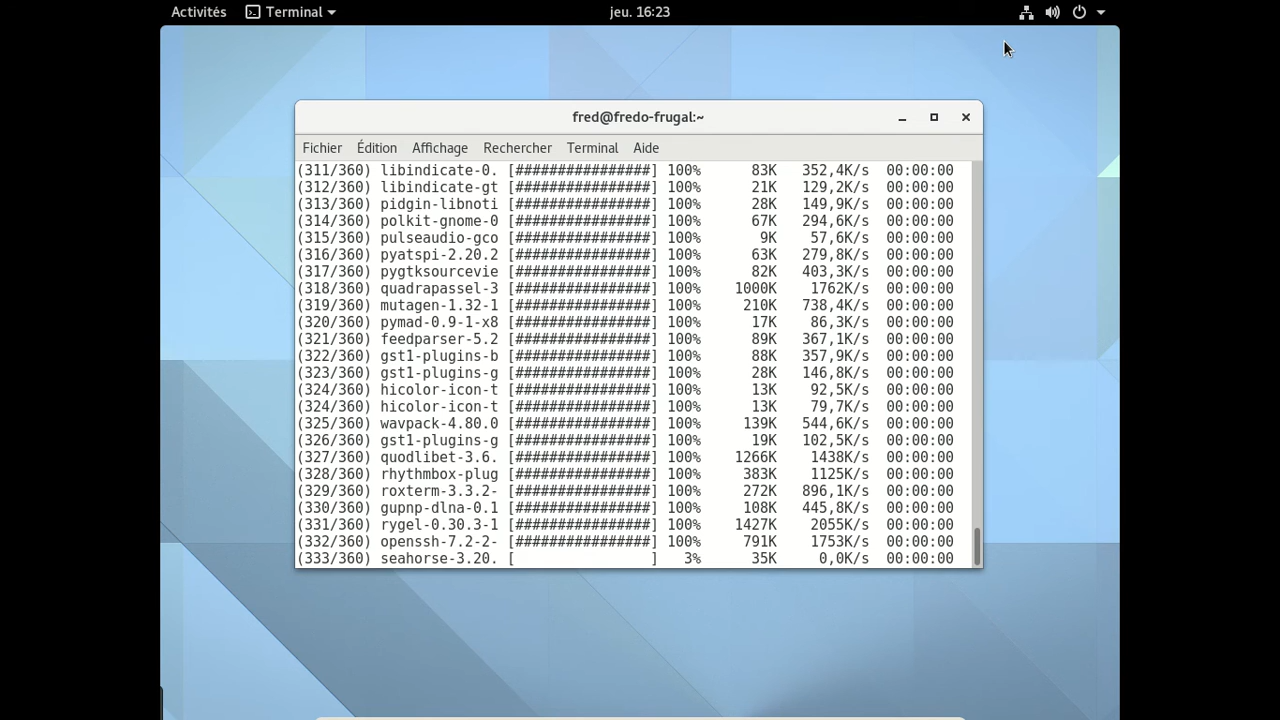 Activités Terminal jeu. 16:23
fred@fredo-frugal:~
Fichier Édition Affichage Rechercher Terminal Aide
(311/360) libindicate-0. [################] 100% 83K 352,4K/s 00:00:00
(312/360) libindicate-gt [################] 100% 21K 129,2K/s 00:00:00
(313/360) pidgin-libnoti [################] 100% 28K 149,9K/s 00:00:00
(314/360) polkit-gnome-0 [################] 100% 67K 294,6K/s 00:00:00
(315/360) pulseaudio-gco [################] 100% 9K 57,6K/s 00:00:00
(316/360) pyatspi-2.20.2 [################] 100% 63K 279,8K/s 00:00:00
(317/360) pygtksourcevie [################] 100% 82K 403,3K/s 00:00:00
(318/360) quadrapassel-3 [################] 100% 1000K 1762K/s 00:00:00
(319/360) mutagen-1.32-1 [################] 100% 210K 738,4K/s 00:00:00
(320/360) pymad-0.9-1-x8 [################] 100% 17K 86,3K/s 00:00:00
(321/360) feedparser-5.2 [################] 100% 89K 367,1K/s 00:00:00
(322/360) gst1-plugins-b [################] 100% 88K 357,9K/s 00:00:00
(323/360) gst1-plugins-g [################] 100% 28K 146,8K/s 00:00:00
(324/360) hicolor-icon-t [################] 100% 13K 92,5K/s 00:00:00
(324/360) hicolor-icon-t [################] 100% 13K 79,7K/s 00:00:00
(325/360) wavpack-4.80.0 [################] 100% 139K 544,6K/s 00:00:00
(326/360) gst1-plugins-g [################] 100% 19K 102,5K/s 00:00:00
(327/360) quodlibet-3.6. [################] 100% 1266K 1438K/s 00:00:00
(328/360) rhythmbox-plug [################] 100% 383K 1125K/s 00:00:00
(329/360) roxterm-3.3.2- [################] 100% 272K 896,1K/s 00:00:00
(330/360) gupnp-dlna-0.1 [################] 100% 108K 445,8K/s 00:00:00
(331/360) rygel-0.30.3-1 [################] 100% 1427K 2055K/s 00:00:00
(332/360) openssh-7.2-2- [################] 100% 791K 1753K/s 00:00:00
(333/360) seahorse-3.20. [                ] 3% 35K 0,0K/s 00:00:00